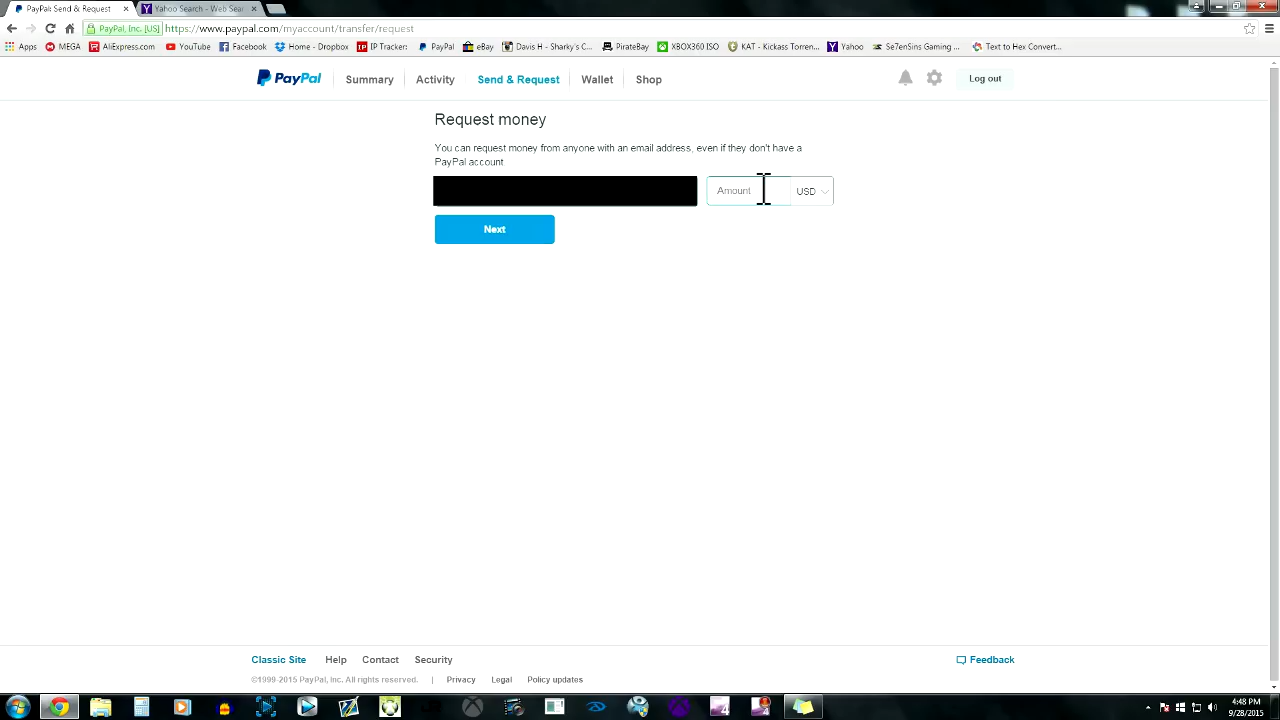 PayPal: Send & Request
Yahoo Search - Web Sear
PayPal, Inc. [US]
https://www.paypal.com/myaccount/transfer/request
Apps
MEGA
AliExpress.com
YouTube
Facebook
Home - Dropbox
IP Trackers
PayPal
eBay
Davis H - Sharky's C...
PirateBay
XBOX360 ISO
KAT - Kickass Torren...
Yahoo
Se7enSins Gaming ...
Text to Hex Convert...
PayPal
Summary
Activity
Send & Request
Wallet
Shop
Log out
Request money
You can request money from anyone with an email address, even if they don't have a
PayPal account.
Amount
USD
Next
Classic Site
Help
Contact
Security
Feedback
©1999-2015 PayPal, Inc. All rights reserved.
|
Privacy
Legal
Policy updates
4:48 PM
9/28/2015